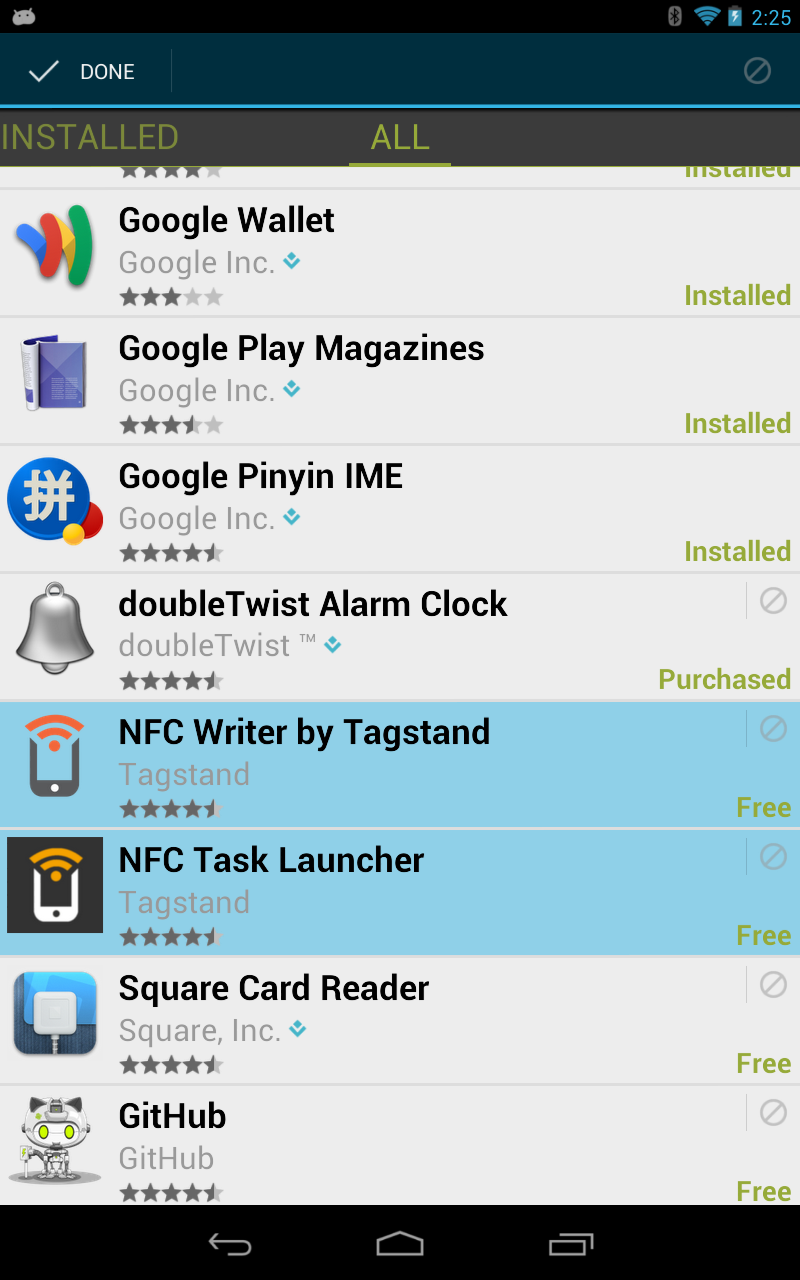 2:25
DONE
INSTALLED
ALL
Installed
Google Wallet
Google Inc.
Installed
Google Play Magazines
Google Inc.
Installed
拼
Google Pinyin IME
Google Inc.
Installed
doubleTwist Alarm Clock
doubleTwist ™
Purchased
NFC Writer by Tagstand
Tagstand
Free
NFC Task Launcher
Tagstand
Free
Square Card Reader
Square, Inc.
Free
GitHub
GitHub
Free